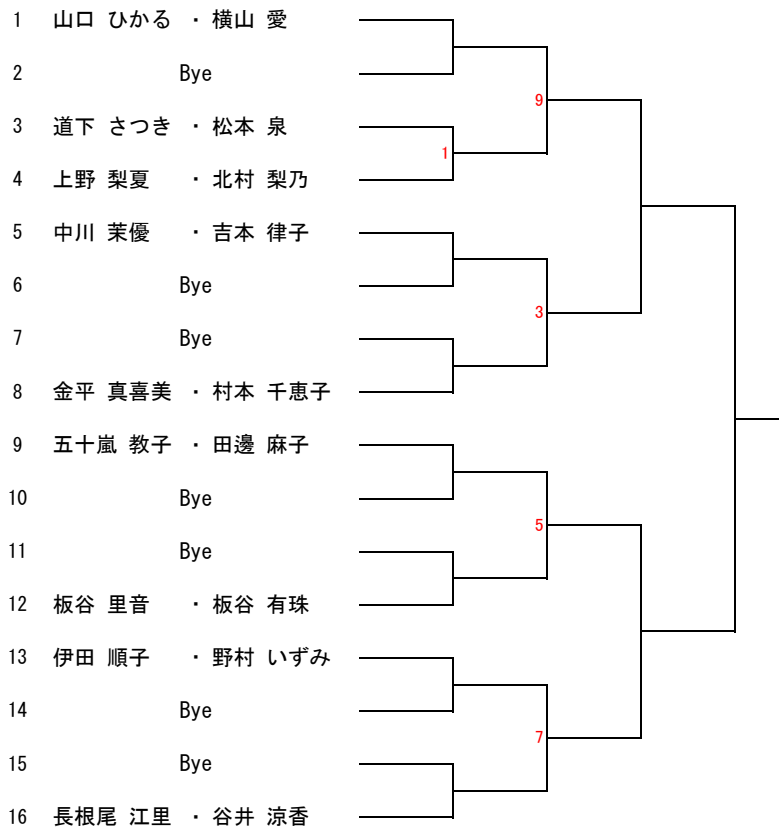 1 山口 ひかる ・ 横山 愛
2 Bye
9
3 道下 さつき ・ 松本 泉
1
4 上野 梨夏 ・ 北村 梨乃
5 中川 茉優 ・ 吉本 律子
6 Bye
3
7 Bye
8 金平 真喜美 ・ 村本 千恵子
9 五十嵐 教子 ・ 田邊 麻子
10 Bye
5
11 Bye
12 板谷 里音 ・ 板谷 有珠
13 伊田 順子 ・ 野村 いずみ
14 Bye
7
15 Bye
16 長根尾 江里 ・ 谷井 涼香